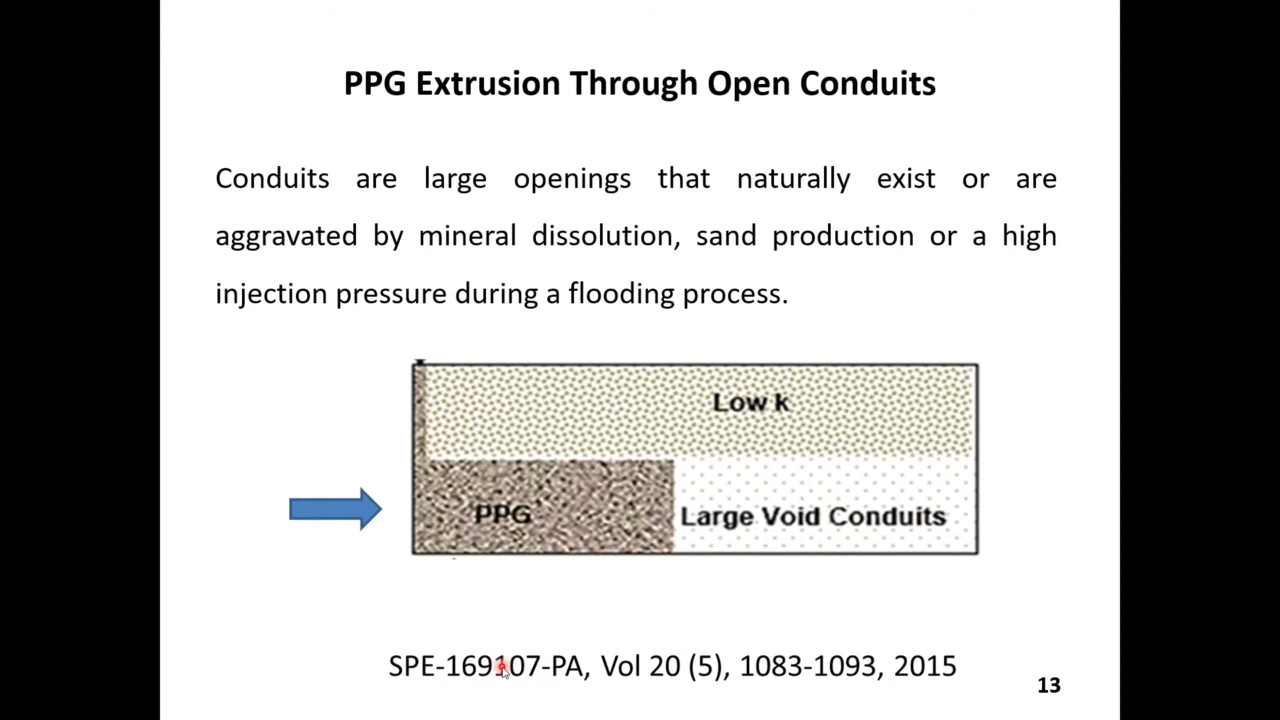 PPG Extrusion Through Open Conduits
Conduits are large openings that naturally exist or are
aggravated by mineral dissolution, sand production or a high
injection pressure during a flooding process.
Low k
PPG
Large Void Conduits
SPE-169107-PA, Vol 20 (5), 1083-1093, 2015
13